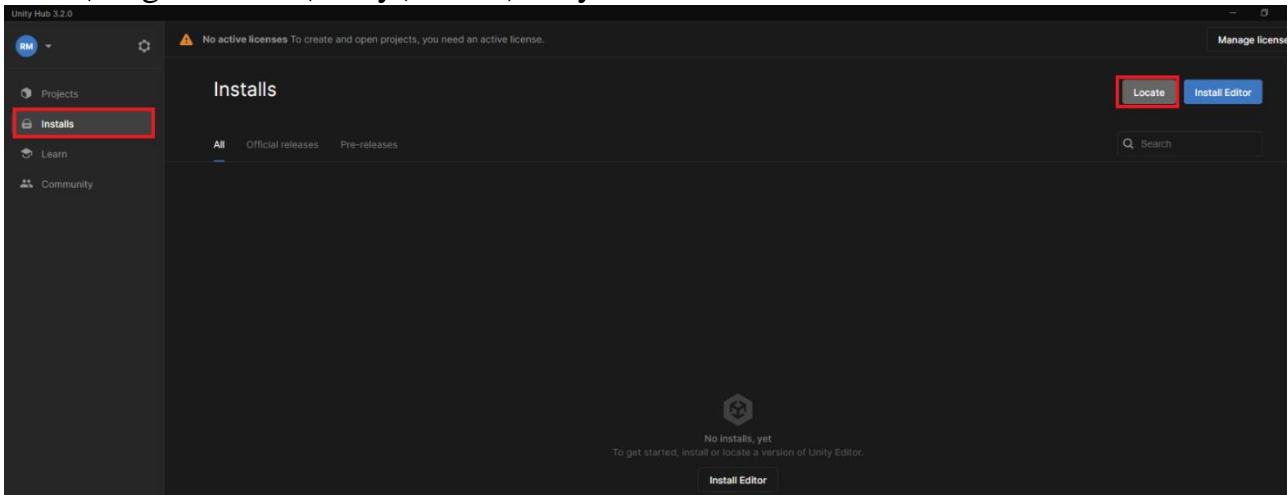 Unity Hub 3.2.0
RM
No active licenses To create and open projects, you need an active license.
Manage license
Projects
Installs
Learn
Community
Installs
Locate
Install Editor
All
Official releases
Pre-releases
Search
No installs, yet
To get started, install or locate a version of Unity Editor.
Install Editor